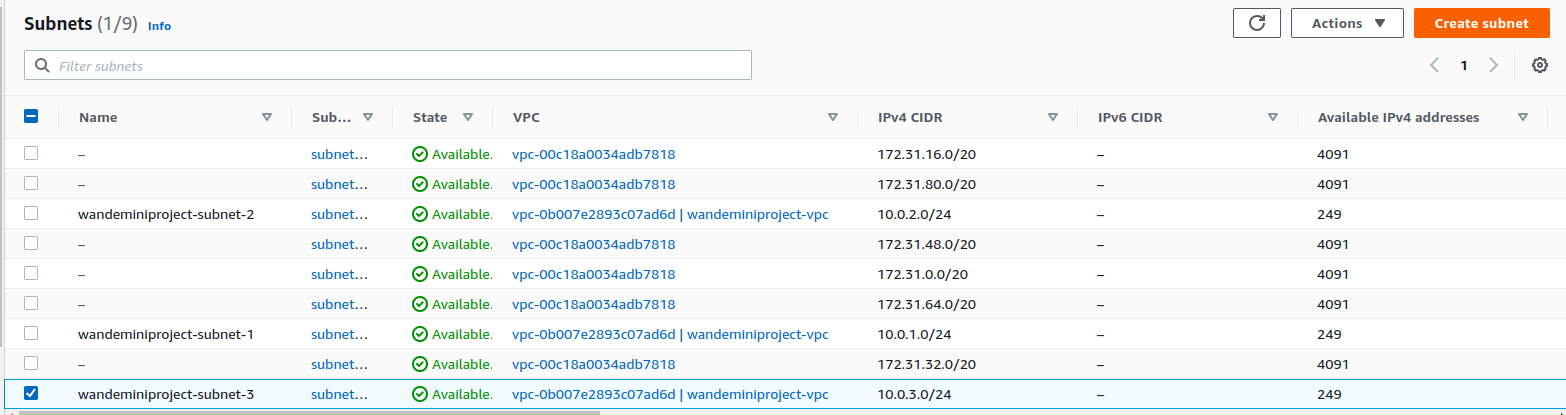 Subnets (1/9) Info Actions Create subnet
Filter subnets 1
Name Sub... State VPC IPv4 CIDR IPv6 CIDR Available IPv4 addresses
– subnet... Available vpc-00c18a0034adb7818 172.31.16.0/20 – 4091
– subnet... Available vpc-00c18a0034adb7818 172.31.80.0/20 – 4091
wandeminiproject-subnet-2 subnet... Available vpc-0b007e2893c07ad6d | wandeminiproject-vpc 10.0.2.0/24 – 249
– subnet... Available vpc-00c18a0034adb7818 172.31.48.0/20 – 4091
– subnet... Available vpc-00c18a0034adb7818 172.31.0.0/20 – 4091
– subnet... Available vpc-00c18a0034adb7818 172.31.64.0/20 – 4091
wandeminiproject-subnet-1 subnet... Available vpc-0b007e2893c07ad6d | wandeminiproject-vpc 10.0.1.0/24 – 249
– subnet... Available vpc-00c18a0034adb7818 172.31.32.0/20 – 4091
wandeminiproject-subnet-3 subnet... Available vpc-0b007e2893c07ad6d | wandeminiproject-vpc 10.0.3.0/24 – 249